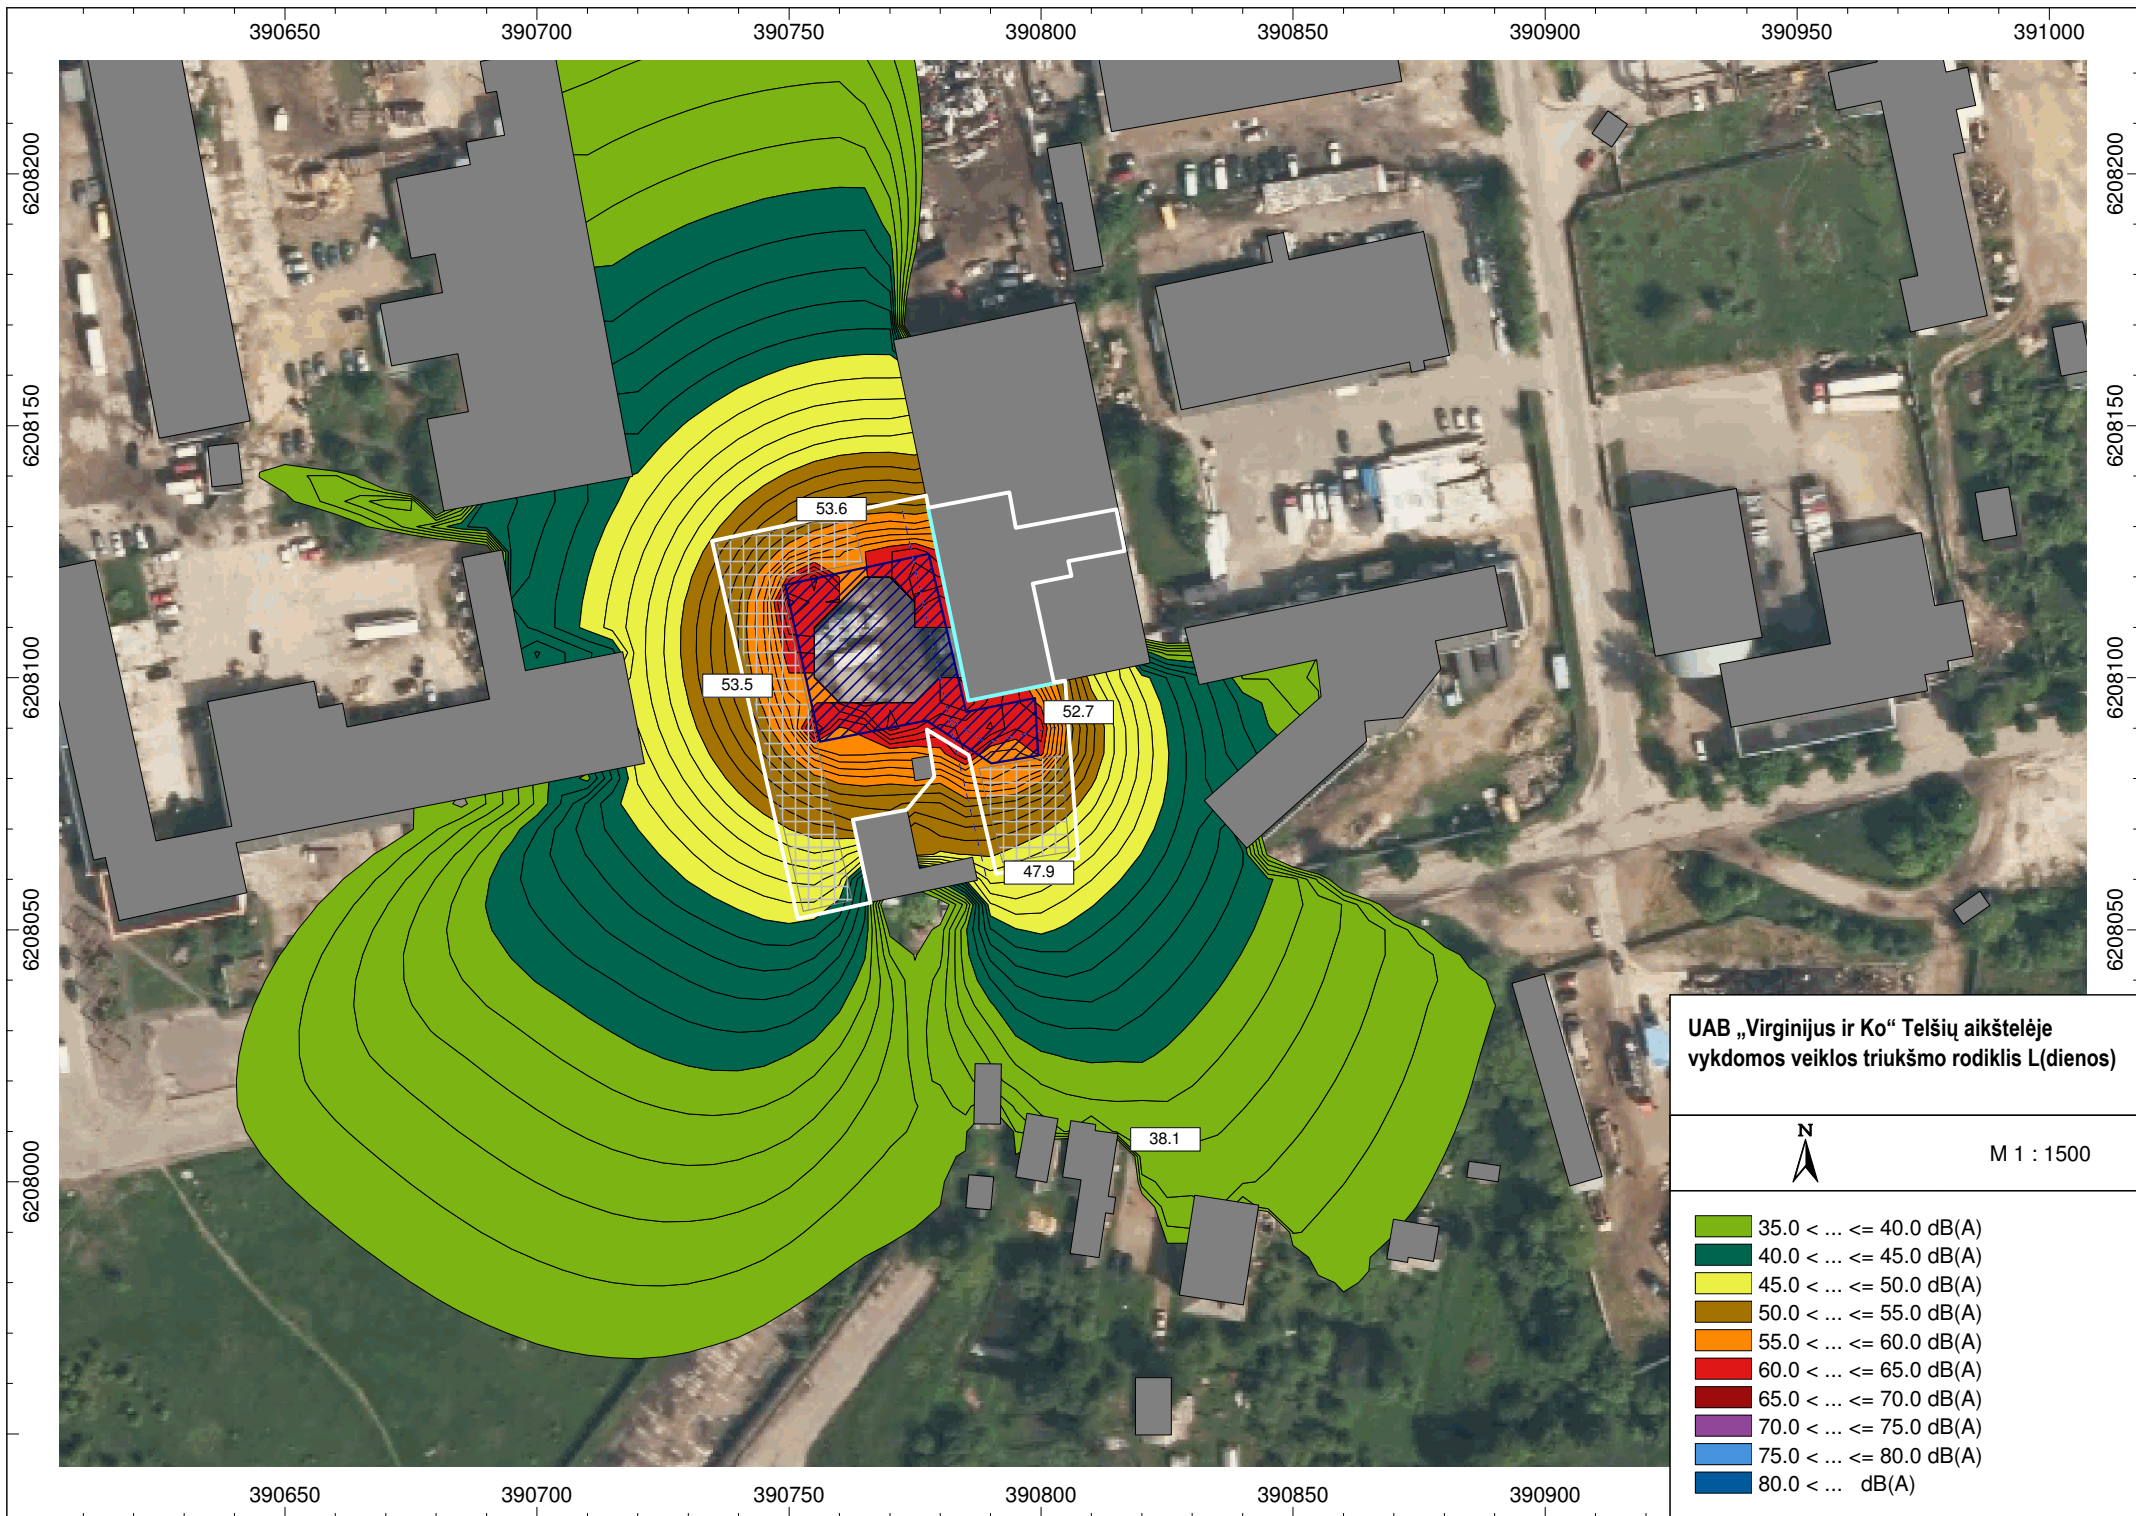 390650 390700 390750 390800 390850 390900 390950 391000
6208200 6208200
6208150 6208150
6208100 6208100
6208050 6208050
6208000
53.6
53.5
52.7
47.9
38.1
UAB „Virginijus ir Ko“ Telšių aikštelėje
vykdomos veiklos triukšmo rodiklis L(dienos)
N
M 1 : 1500
35.0 < ... <= 40.0 dB(A)
40.0 < ... <= 45.0 dB(A)
45.0 < ... <= 50.0 dB(A)
50.0 < ... <= 55.0 dB(A)
55.0 < ... <= 60.0 dB(A)
60.0 < ... <= 65.0 dB(A)
65.0 < ... <= 70.0 dB(A)
70.0 < ... <= 75.0 dB(A)
75.0 < ... <= 80.0 dB(A)
80.0 < ... dB(A)
390650 390700 390750 390800 390850 390900